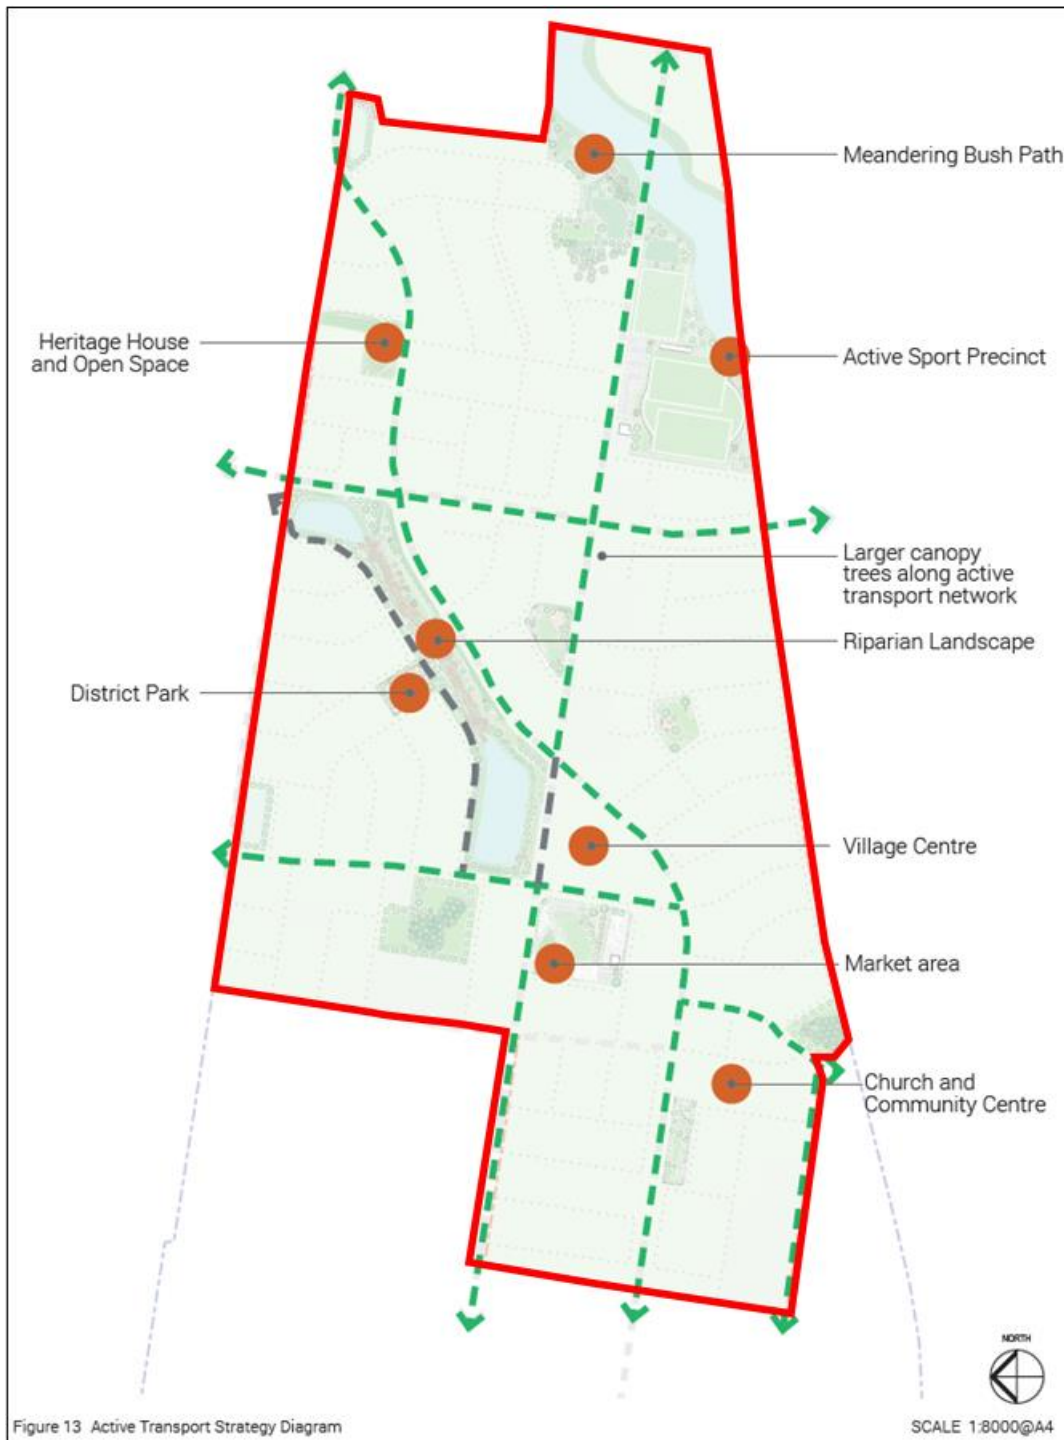 Meandering Bush Path
Heritage House
and Open Space
Active Sport Precinct
Larger canopy
trees along active
transport network
Riparian Landscape
District Park
Village Centre
Market area
Church and
Community Centre
NORTH
Figure 13 Active Transport Strategy Diagram
SCALE 1:8000@A4